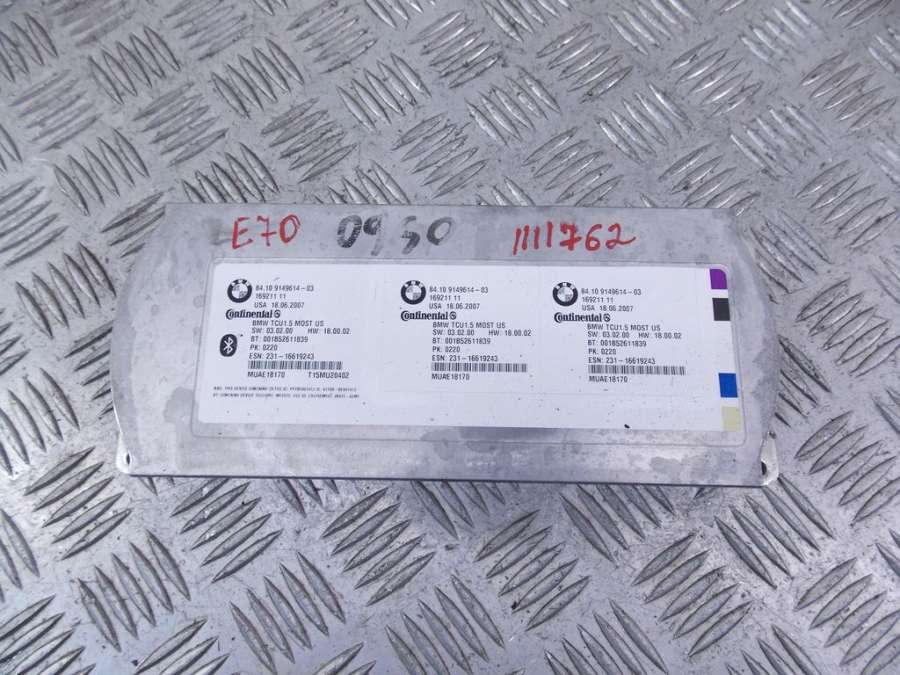 E70 0950 1111762
84.10 9149614-03
169211 11
USA 18.06.2007
Continental
BMW TCU1.5 MOST US
SW: 03.02.00 HW: 18.00.02
BT: 001B52611839
PK: 0220
ESN: 231-16619243
MUAE18170 T15MU20402
84.10 9149614-03
169211 11
USA 18.06.2007
Continental
BMW TCU1.5 MOST US
SW: 03.02.00 HW: 18.00.02
BT: 001B52611839
PK: 0220
ESN: 231-16619243
MUAE18170
84.10 9149614-03
169211 11
USA 18.06.2007
Continental
BMW TCU1.5 MOST US
SW: 03.02.00 HW: 18.00.02
BT: 001B52611839
PK: 0220
ESN: 231-16619243
MUAE18170